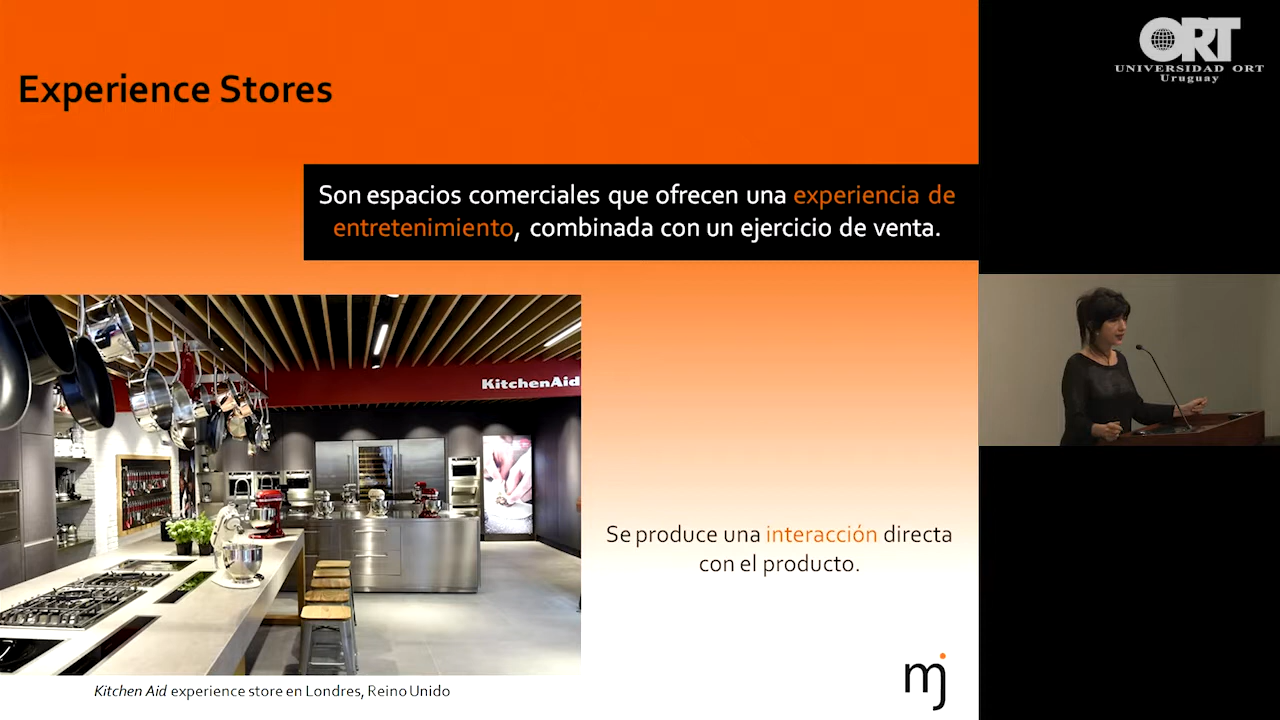 ORT
UNIVERSIDAD ORT
Uruguay
Experience Stores
Son espacios comerciales que ofrecen una experiencia de
entretenimiento, combinada con un ejercicio de venta.
KitchenAid
Se produce una interacción directa
con el producto.
mj
Kitchen Aid experience store en Londres, Reino Unido